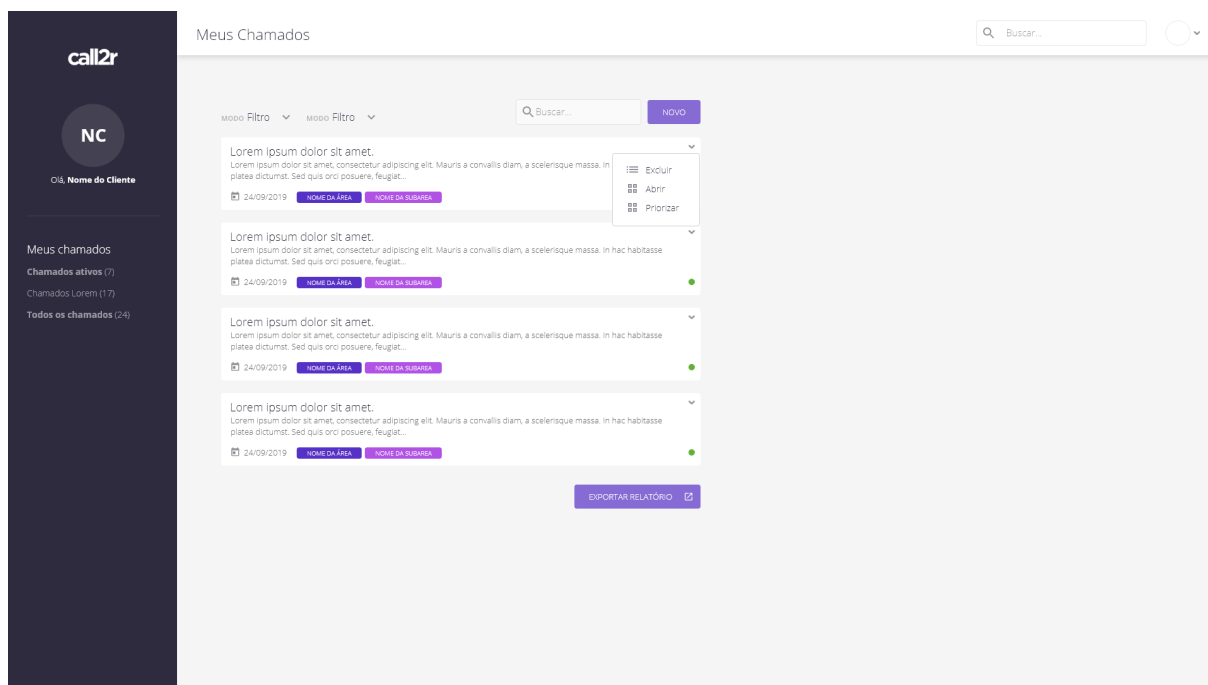 call2r
NC
Olá, Nome do Cliente
Meus chamados
Chamados ativos (7)
Chamados Lorem (17)
Todos os chamados (24)
Meus Chamados
Buscar...
MODO Filtro
MODO Filtro
Buscar...
NOVO
Lorem ipsum dolor sit amet.
Lorem ipsum dolor sit amet, consectetur adipiscing elit. Mauris a convallis diam, a scelerisque massa. In
platea dictumst. Sed quis orci posuere, feugiat...
24/09/2019 NOME DA ÁREA NOME DA SUBAREA
Excluir
Abrir
Priorizar
Lorem ipsum dolor sit amet.
Lorem ipsum dolor sit amet, consectetur adipiscing elit. Mauris a convallis diam, a scelerisque massa. In hac habitasse
platea dictumst. Sed quis orci posuere, feugiat...
24/09/2019 NOME DA ÁREA NOME DA SUBAREA
Lorem ipsum dolor sit amet.
Lorem ipsum dolor sit amet, consectetur adipiscing elit. Mauris a convallis diam, a scelerisque massa. In hac habitasse
platea dictumst. Sed quis orci posuere, feugiat...
24/09/2019 NOME DA ÁREA NOME DA SUBAREA
Lorem ipsum dolor sit amet.
Lorem ipsum dolor sit amet, consectetur adipiscing elit. Mauris a convallis diam, a scelerisque massa. In hac habitasse
platea dictumst. Sed quis orci posuere, feugiat...
24/09/2019 NOME DA ÁREA NOME DA SUBAREA
EXPORTAR RELATÓRIO